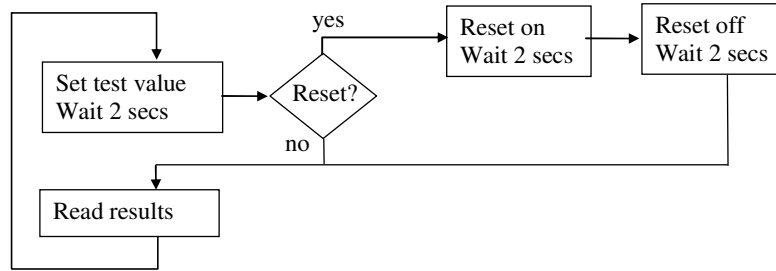 yes
Reset on
Wait 2 secs
Reset off
Wait 2 secs
Set test value
Wait 2 secs
Reset?
no
Read results